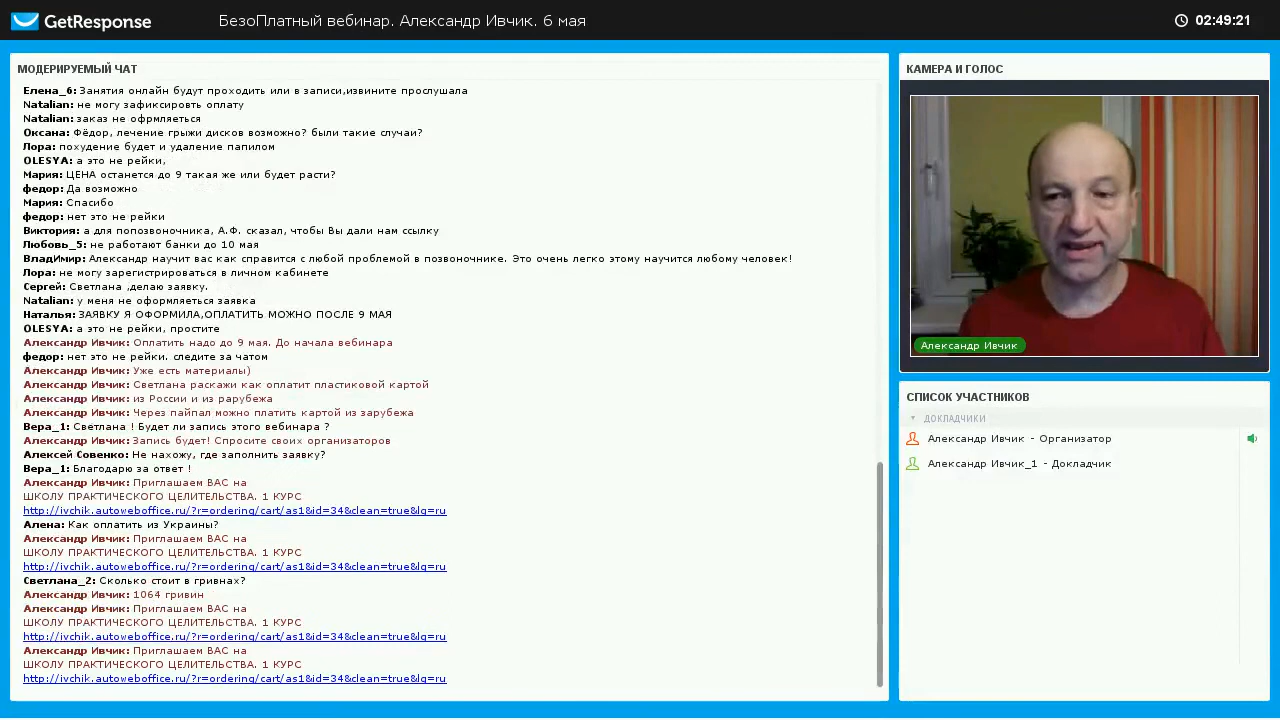 GetResponse
БезоПлатный вебинар. Александр Ивчик. 6 мая
02:49:21
МОДЕРИРУЕМЫЙ ЧАТ
Елена_6: Занятия онлайн будут проходить или в записи,извините прослушала
Natalian: не могу зафиксировть оплату
Natalian: заказ не офрмляеться
Оксана: Фёдор, лечение грыжи дисков возможно? были такие случаи?
Лора: похудение будет и удаление папилом
OLESYA: а это не рейки,
Мария: ЦЕНА останется до 9 такая же или будет расти?
федор: Да возможно
Мария: Спасибо
федор: нет это не рейки
Виктория: а для попозвоночника, А.Ф. сказал, чтобы Вы дали нам ссылку
Любовь_5: не работают банки до 10 мая
ВладИмир: Александр научит вас как справится с любой проблемой в позвоночнике. Это очень легко этому научится любому человек!
Лора: не могу зарегистрироваться в личном кабинете
Сергей: Светлана ,делаю заявку.
Natalian: у меня не оформляеться заявка
Наталья: ЗАЯВКУ Я ОФОРМИЛА,ОПЛАТИТЬ МОЖНО ПОСЛЕ 9 МАЯ
OLESYA: а это не рейки, простите
Александр Ивчик: Оплатить надо до 9 мая. До начала вебинара
федор: нет это не рейки. следите за чатом
Александр Ивчик: Уже есть материалы)
Александр Ивчик: Светлана раскажи как оплатит пластиковой картой
Александр Ивчик: из России и из рарубежа
Александр Ивчик: Через пайпал можно платить картой из зарубежа
Вера_1: Светлана ! Будет ли запись этого вебинара ?
Александр Ивчик: Запись будет! Спросите своих организаторов
Алексей Совенко: Не нахожу, где заполнить заявку?
Вера_1: Благодарю за ответ !
Александр Ивчик: Приглашаем ВАС на
ШКОЛУ ПРАКТИЧЕСКОГО ЦЕЛИТЕЛЬСТВА. 1 КУРС
http://ivchik.autoweboffice.ru/?r=ordering/cart/as1&id=34&clean=true&lg=ru
Алена: Как оплатить из Украины?
Александр Ивчик: Приглашаем ВАС на
ШКОЛУ ПРАКТИЧЕСКОГО ЦЕЛИТЕЛЬСТВА. 1 КУРС
http://ivchik.autoweboffice.ru/?r=ordering/cart/as1&id=34&clean=true&lg=ru
Светлана_2: Сколько стоит в гривнах?
Александр Ивчик: 1064 гривин
Александр Ивчик: Приглашаем ВАС на
ШКОЛУ ПРАКТИЧЕСКОГО ЦЕЛИТЕЛЬСТВА. 1 КУРС
http://ivchik.autoweboffice.ru/?r=ordering/cart/as1&id=34&clean=true&lg=ru
Александр Ивчик: Приглашаем ВАС на
ШКОЛУ ПРАКТИЧЕСКОГО ЦЕЛИТЕЛЬСТВА. 1 КУРС
http://ivchik.autoweboffice.ru/?r=ordering/cart/as1&id=34&clean=true&lg=ru
КАМЕРА И ГОЛОС
Александр Ивчик
СПИСОК УЧАСТНИКОВ
ДОКЛАДЧИКИ
Александр Ивчик - Организатор
Александр Ивчик_1 - Докладчик